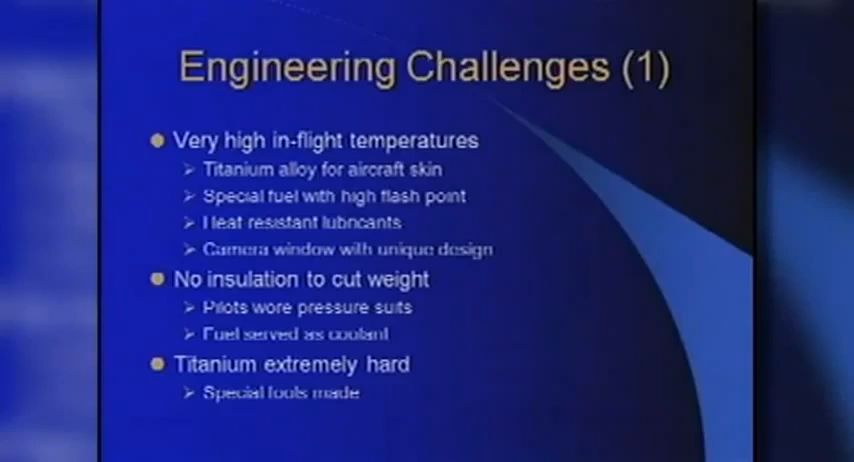 Engineering Challenges (1)
Very high in-flight temperatures
Titanium alloy for aircraft skin
Special fuel with high flash point
Heat resistant lubricants
Camera window with unique design
No insulation to cut weight
Pilots wore pressure suits
Fuel served as coolant
Titanium extremely hard
Special tools made